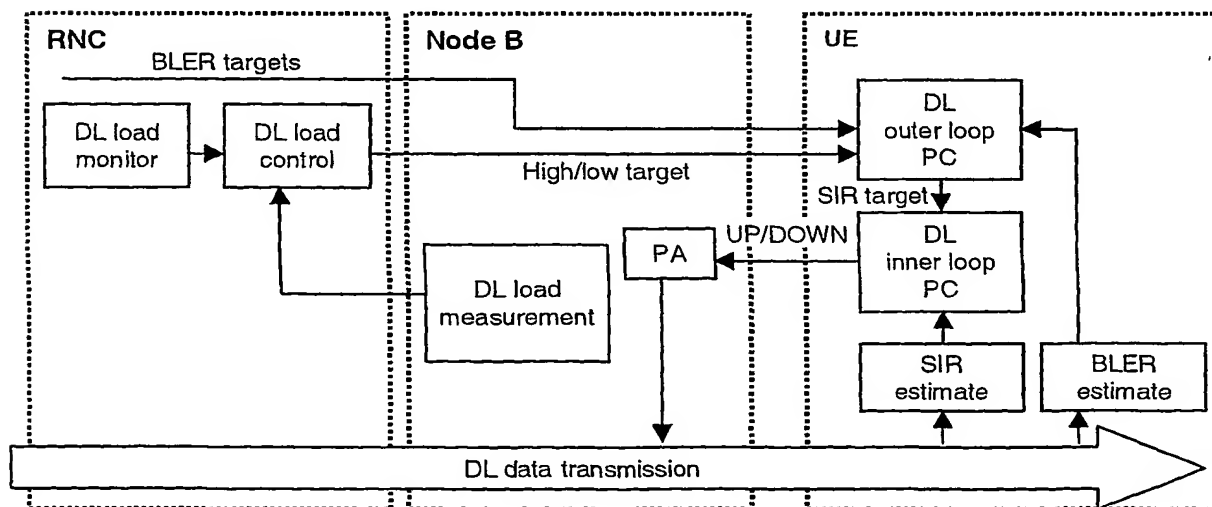 RNC
Node B
UE
BLER targets
DL load
monitor
DL load
control
DL
outer loop
PC
High/low target
SIR target
UP/DOWN
PA
DL
inner loop
PC
DL load
measurement
SIR
estimate
BLER
estimate
DL data transmission